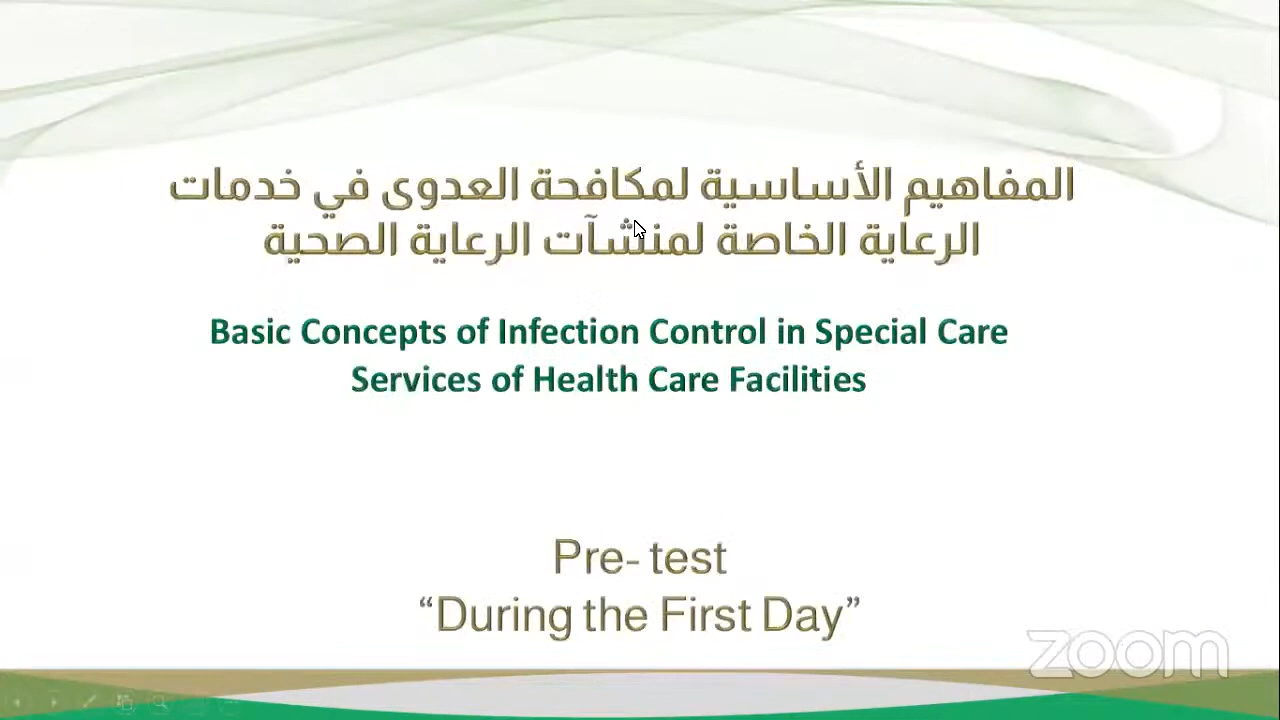 المفاهيم الأساسية لمكافحة العدوى في خدمات
الرعاية الخاصة لمنشآت الرعاية الصحية
Basic Concepts of Infection Control in Special Care
Services of Health Care Facilities
Pre- test
“During the First Day”
zoom